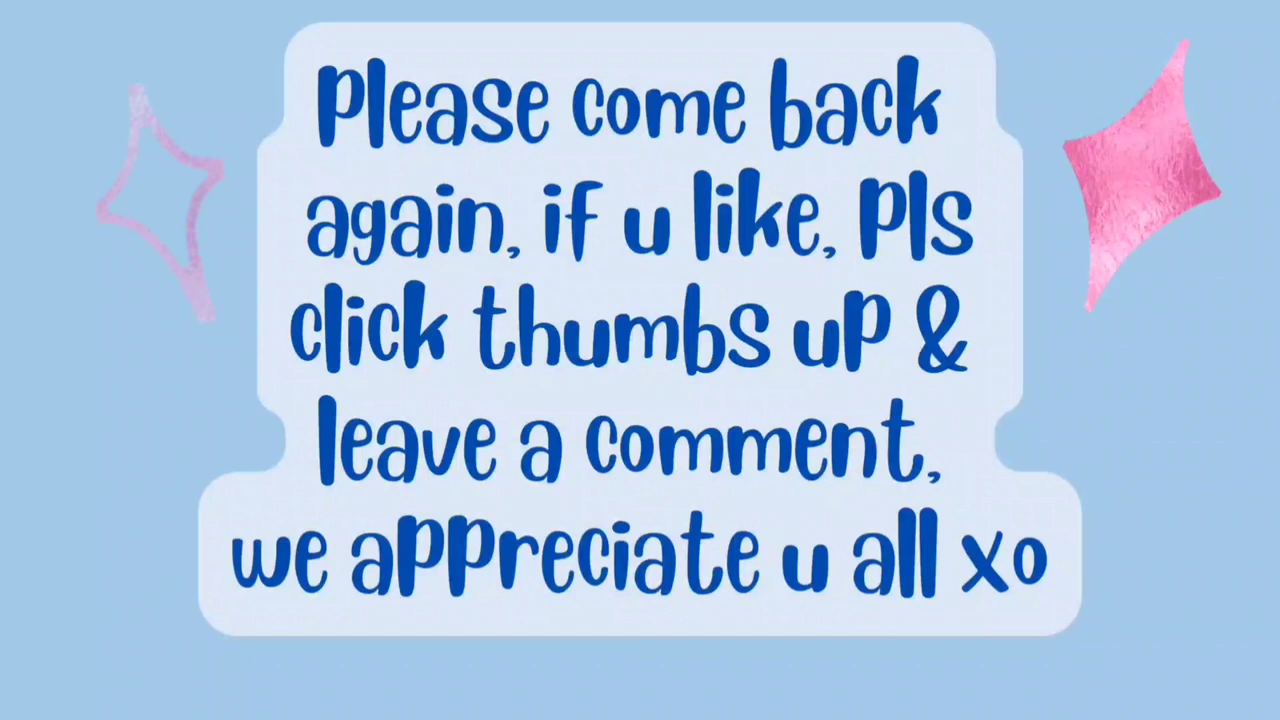 Please come back
again, if u like, pls
click thumbs up &
leave a comment,
we appreciate u all xo